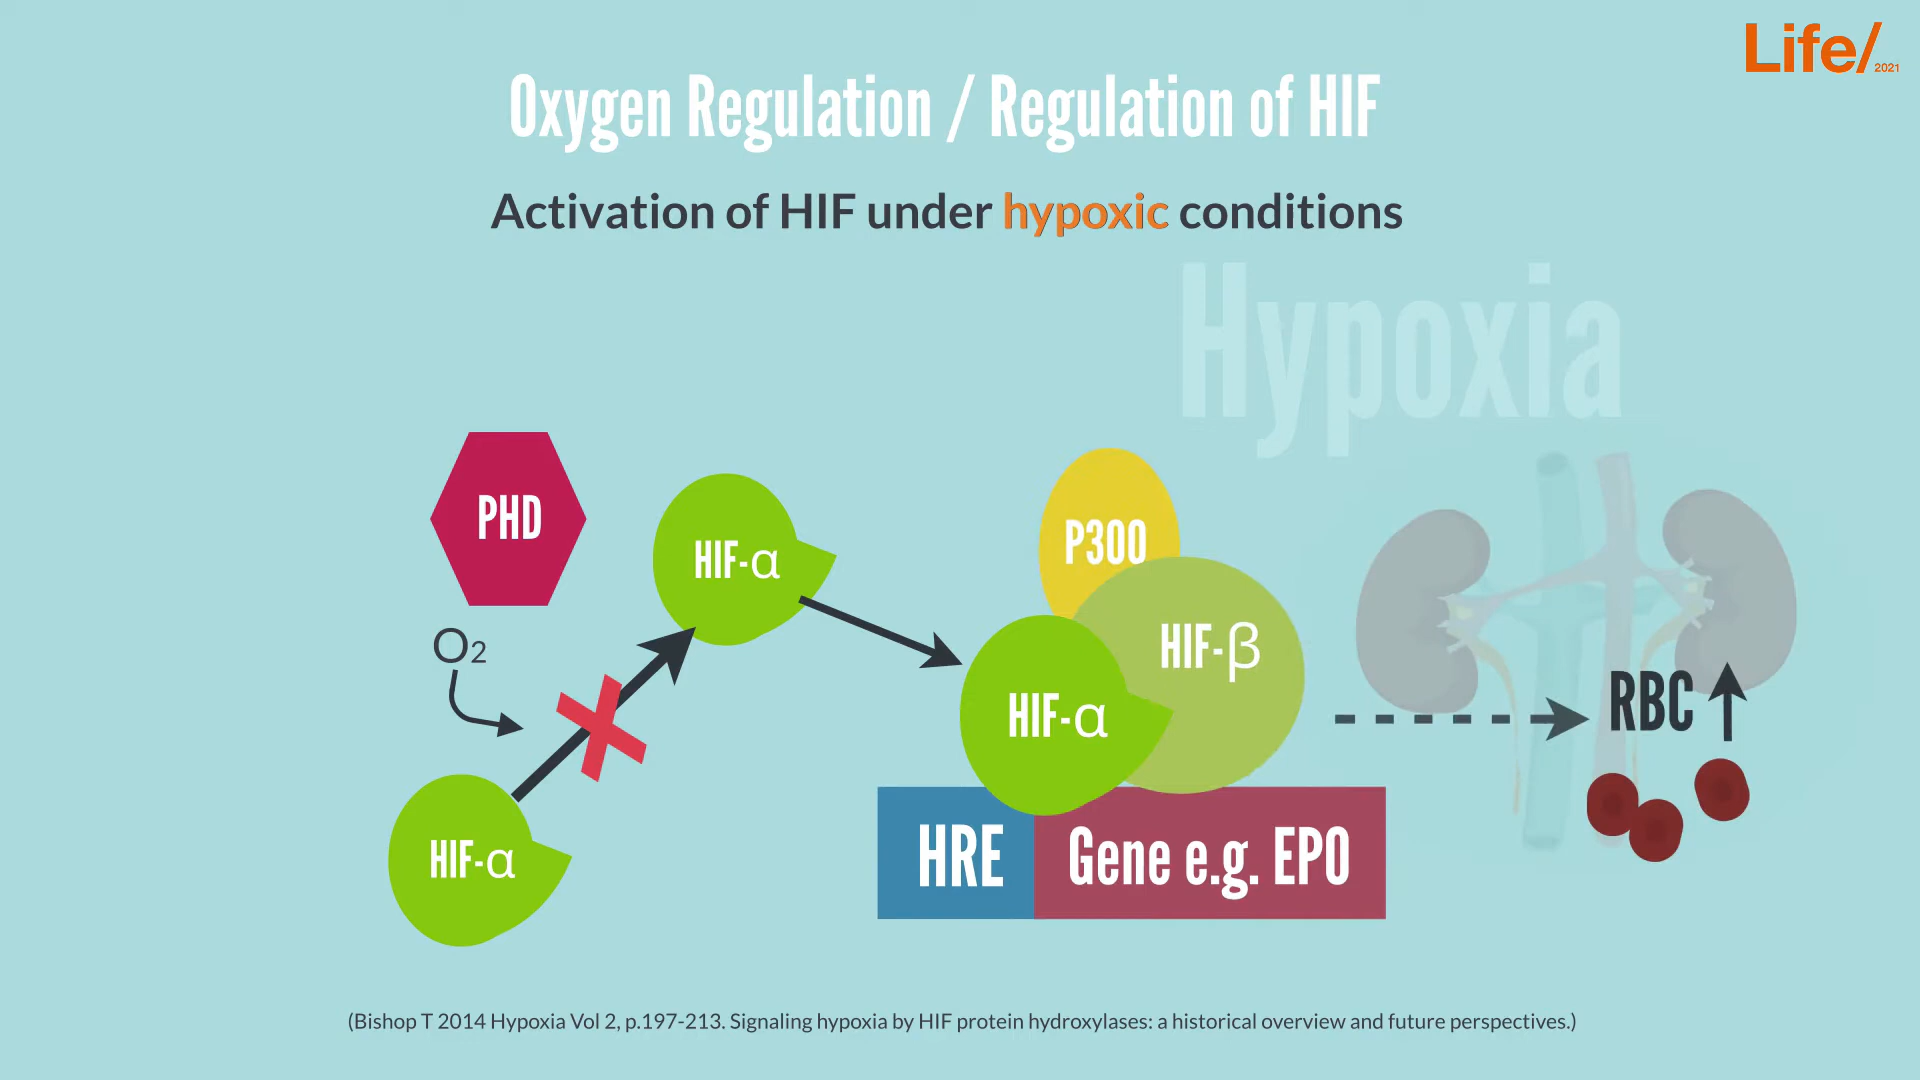 Life/2021
Oxygen Regulation / Regulation of HIF
Activation of HIF under hypoxic conditions
Hypoxia
PHD
HIF-α
P300
O2
HIF-β
HIF-α
RBC
HIF-α
HRE
Gene e.g. EPO
(Bishop T 2014 Hypoxia Vol 2, p.197-213. Signaling hypoxia by HIF protein hydroxylases: a historical overview and future perspectives.)